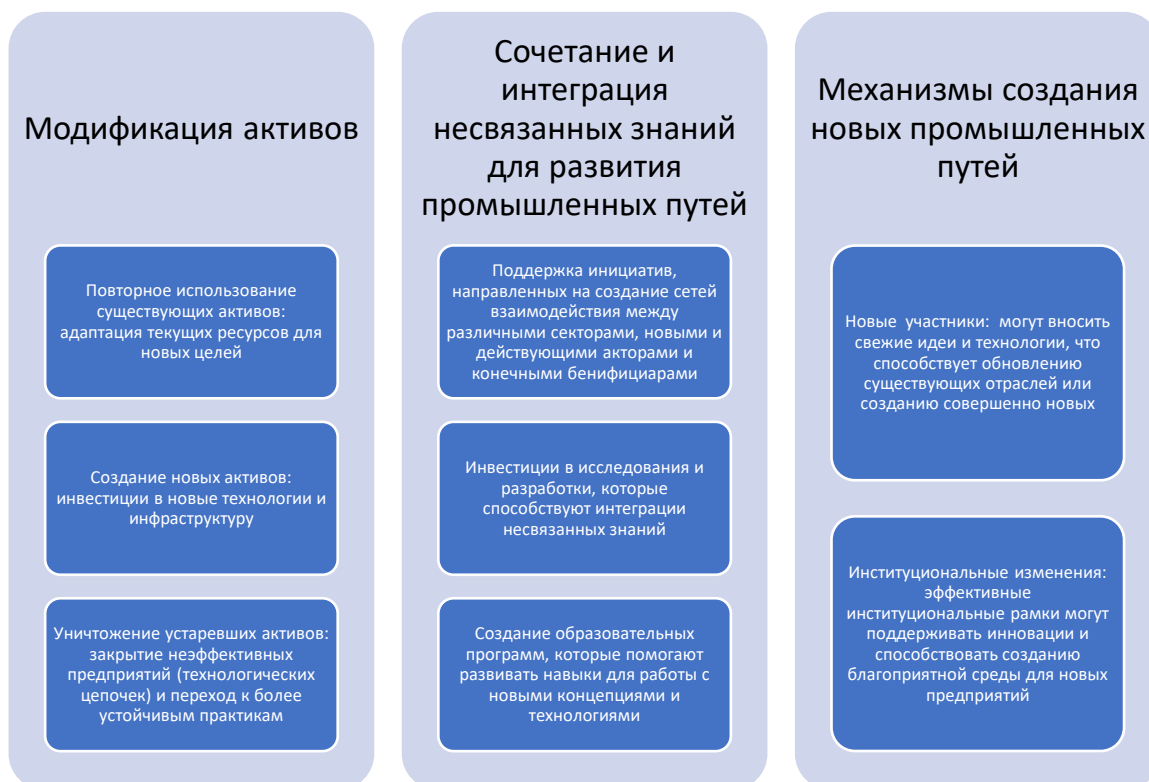 Модификация активов
Повторное использование
существующих активов:
адаптация текущих ресурсов для
новых целей
Создание новых активов:
инвестиции в новые технологии и
инфраструктуру
Уничтожение устаревших активов:
закрытие неэффективных
предприятий (технологических
цепочек) и переход к более
устойчивым практикам
Сочетание и
интеграция
несвязанных знаний
для развития
промышленных путей
Поддержка инициатив,
направленных на создание сетей
взаимодействия между
различными секторами, новыми и
действующими акторами и
конечными бенифициарами
Инвестиции в исследования и
разработки, которые
способствуют интеграции
несвязанных знаний
Создание образовательных
программ, которые помогают
развивать навыки для работы с
новыми концепциями и
технологиями
Механизмы создания
новых промышленных
путей
Новые участники: могут вносить
свежие идеи и технологии, что
способствует обновлению
существующих отраслей или
созданию совершенно новых
Институциональные изменения:
эффективные
институциональные рамки могут
поддерживать инновации и
способствовать созданию
благоприятной среды для новых
предприятий